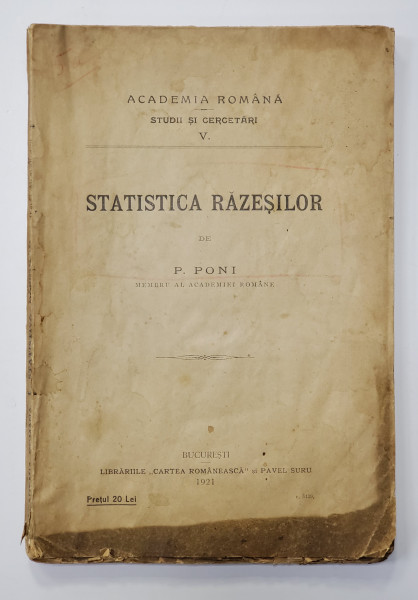 ACADEMIA ROMÂNĂ
STUDII ȘI CERCETĂRI
V.
STATISTICA RĂZEȘILOR
DE
P. PONI
MEMBRU AL ACADEMIEI ROMÂNE
BUCUREȘTI
LIBRĂRIILE „CARTEA ROMÂNEASCĂ” și PAVEL SURU
1921
Prețul 20 Lei